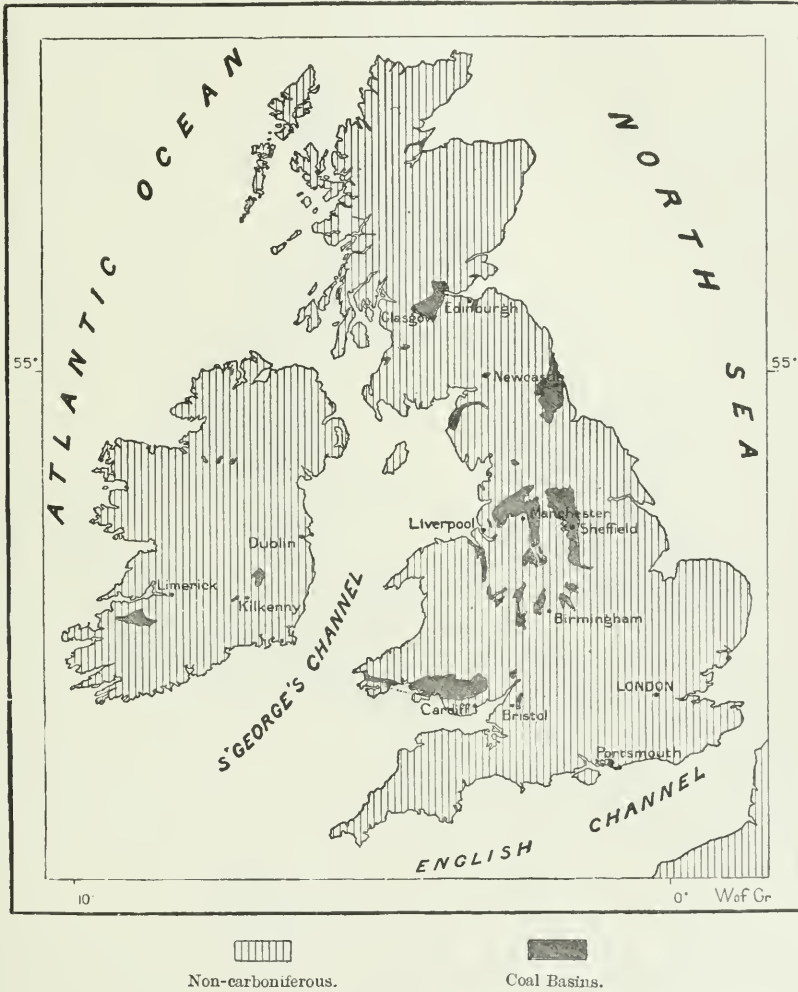 ATLANTIC OCEAN
NORTH SEA
Glasgow
Edinburgh
55°
55°
Newcastle
Manchester
Liverpool
Sheffield
Dublin
Limerick
Kilkenny
Birmingham
ST GEORGE'S CHANNEL
LONDON
Cardiff
Bristol
Portsmouth
ENGLISH CHANNEL
10°
0°
W of Gr
Non-carboniferous.
Coal Basins.